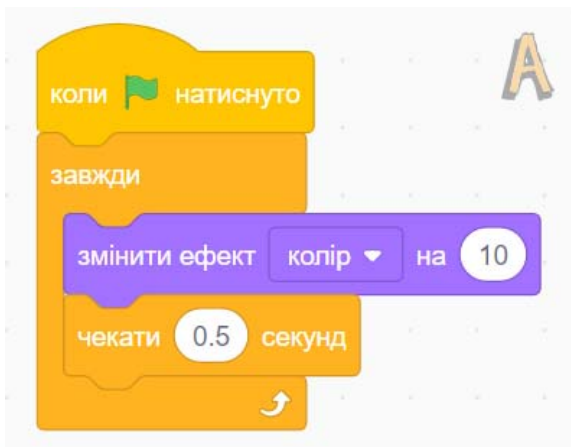 A
коли натиснуто
завжди
змінити ефект колір на 10
чекати 0.5 секунд